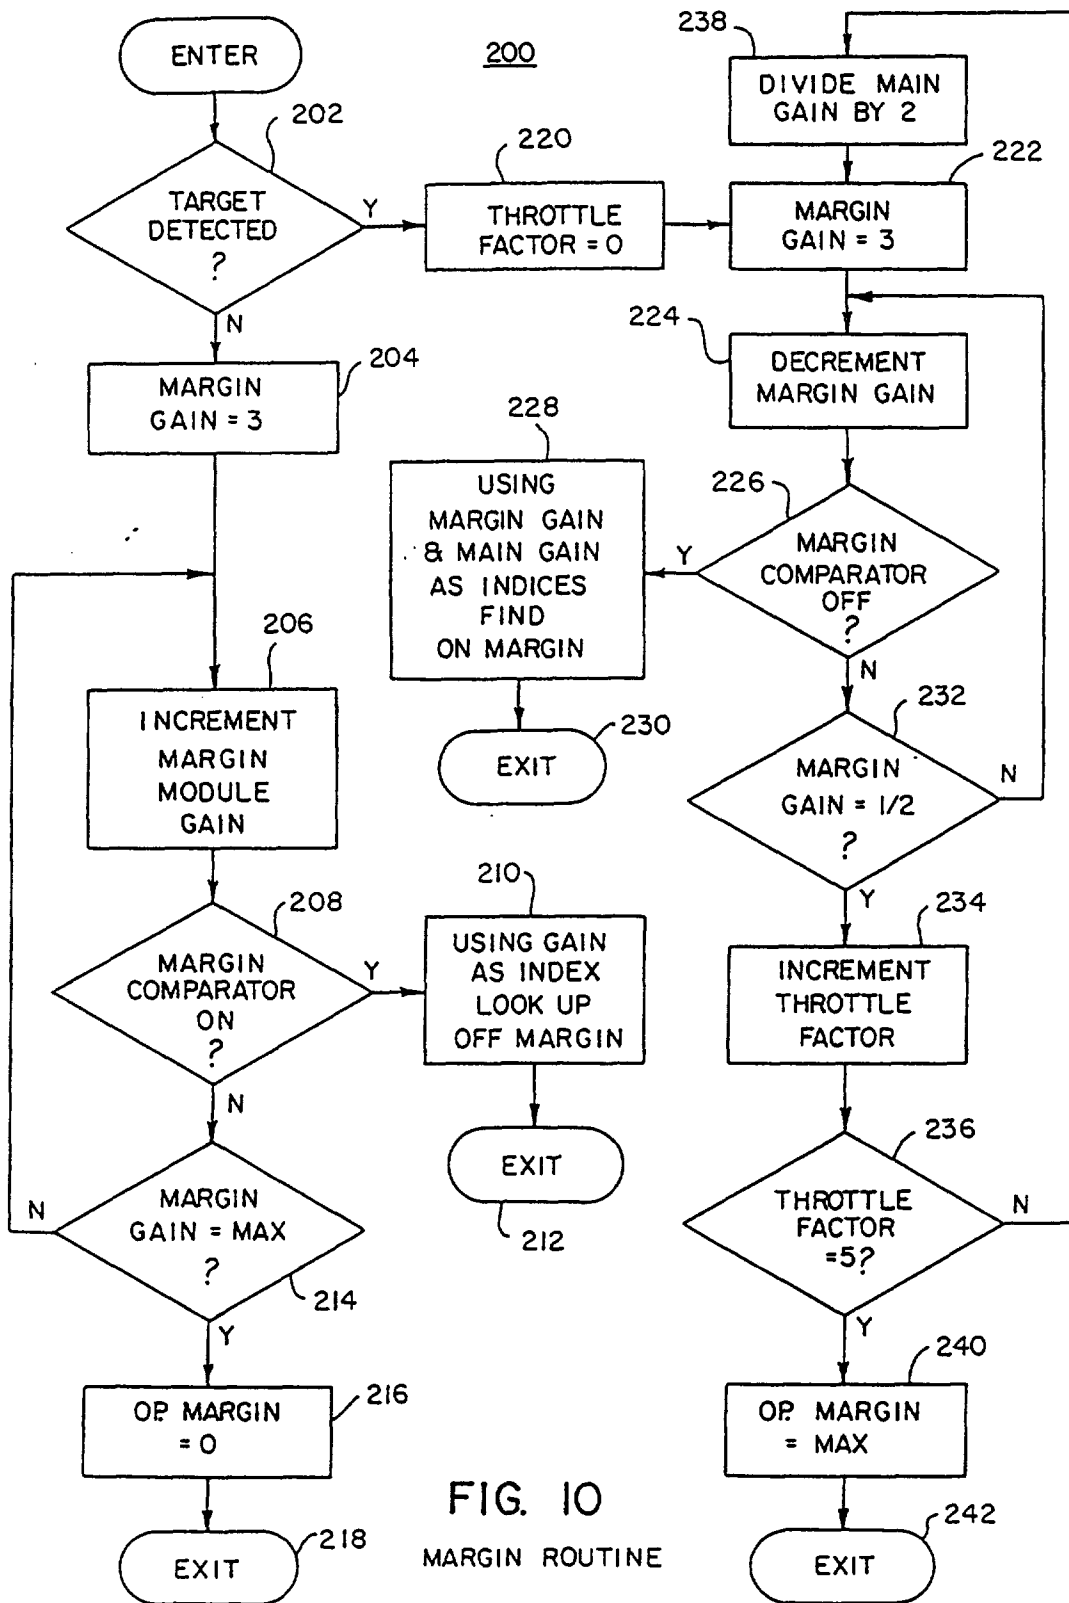 ENTER
200
238
DIVIDE MAIN
GAIN BY 2
202
TARGET
DETECTED
?
Y
N
220
THROTTLE
FACTOR = 0
222
MARGIN
GAIN = 3
204
MARGIN
GAIN = 3
224
DECREMENT
MARGIN GAIN
228
USING
MARGIN GAIN
& MAIN GAIN
AS INDICES
FIND
ON MARGIN
226
MARGIN
COMPARATOR
OFF
?
Y
N
230
EXIT
206
INCREMENT
MARGIN
MODULE
GAIN
232
MARGIN
GAIN = 1/2
?
N
Y
208
MARGIN
COMPARATOR
ON
?
Y
N
210
USING GAIN
AS INDEX
LOOK UP
OFF MARGIN
234
INCREMENT
THROTTLE
FACTOR
EXIT
212
236
THROTTLE
FACTOR
=5?
N
Y
MARGIN
GAIN = MAX
?
N
214
Y
OP. MARGIN
= 0
216
240
OP. MARGIN
= MAX
EXIT
218
242
EXIT
FIG. 10
MARGIN ROUTINE